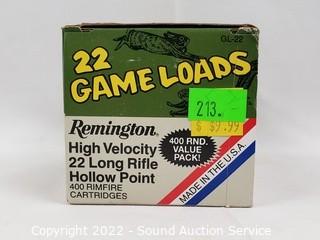 GL-22
22
GAME LOADS
213.
$ $9.99
Remington®
High Velocity
22 Long Rifle
Hollow Point
400 RIMFIRE
CARTRIDGES
400 RND.
VALUE
PACK!
MADE IN THE U.S.A.
Copyright 2022 - Sound Auction Service